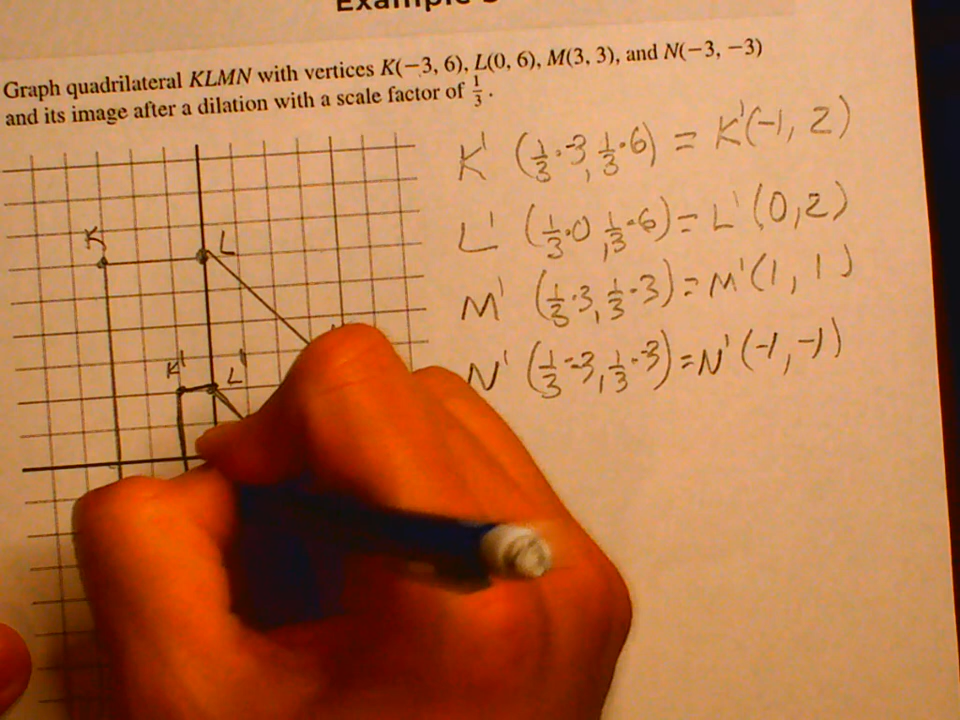 Example
Graph quadrilateral KLMN with vertices K(−3, 6), L(0, 6), M(3, 3), and N(−3, −3)
and its image after a dilation with a scale factor of 1/3.
K' (1/3·-3, 1/3·6) = K'(-1, 2)
L' (1/3·0, 1/3·6) = L'(0,2)
M' (1/3·3, 1/3·3) = M'(1, 1)
N' (1/3·-3, 1/3·-3) = N'(-1, -1)
K
L
K'
L'